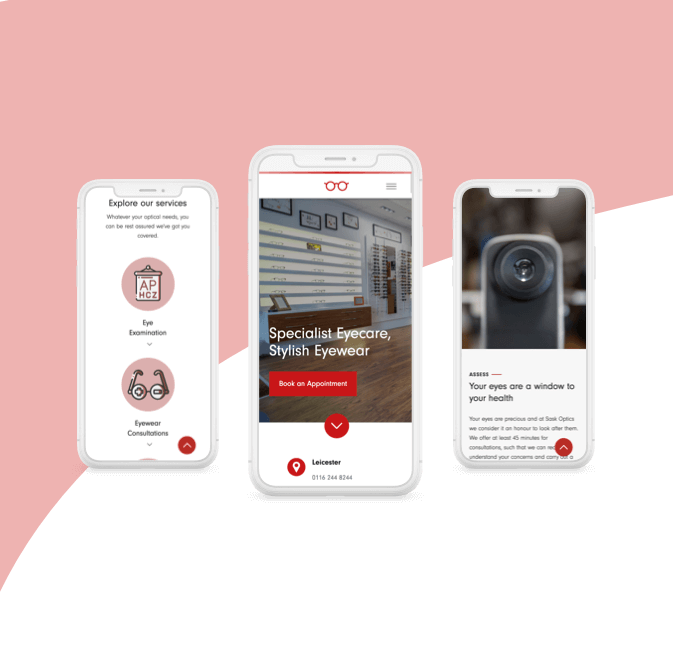 Explore our services
Whatever your optical needs, you
can be rest assured we've got you
covered.
AP
HCZ
Eye
Examination
Eyewear
Consultations
Specialist Eyecare,
Stylish Eyewear
Book an Appointment
Leicester
0116 244 8244
ASSESS
Your eyes are a window to
your health
Your eyes are precious and at Sask Optics
we consider it an honour to look after them.
We offer at least 45 minutes for
consultations, such that we can
understand your concerns and carry out a